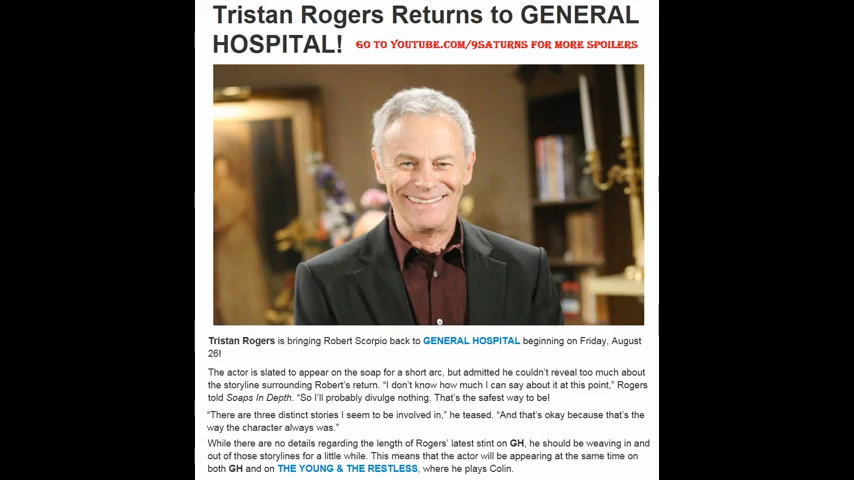 Tristan Rogers Returns to GENERAL
HOSPITAL! GO TO YOUTUBE.COM/9SATURNS FOR MORE SPOILERS
Tristan Rogers is bringing Robert Scorpio back to GENERAL HOSPITAL beginning on Friday, August
26!
The actor is slated to appear on the soap for a short arc, but admitted he couldn't reveal too much about
the storyline surrounding Robert's return. “I don't know how much I can say about it at this point,” Rogers
told Soaps In Depth. “So I'll probably divulge nothing. That's the safest way to be!
“There are three distinct stories I seem to be involved in,” he teased. “And that's okay because that's the
way the character always was.”
While there are no details regarding the length of Rogers' latest stint on GH, he should be weaving in and
out of those storylines for a little while. This means that the actor will be appearing at the same time on
both GH and on THE YOUNG & THE RESTLESS, where he plays Colin.